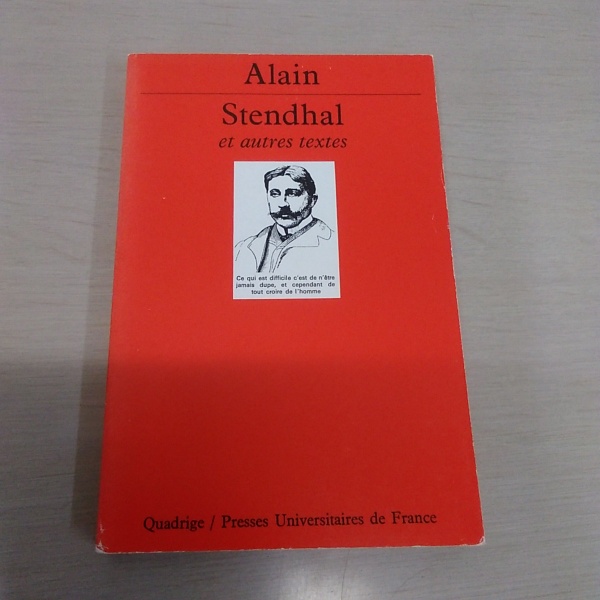 Alain
Stendhal
et autres textes
Ce qui est difficile c'est de n'être
jamais dupe, et cependant de
tout croire de l'homme
Quadrige / Presses Universitaires de France